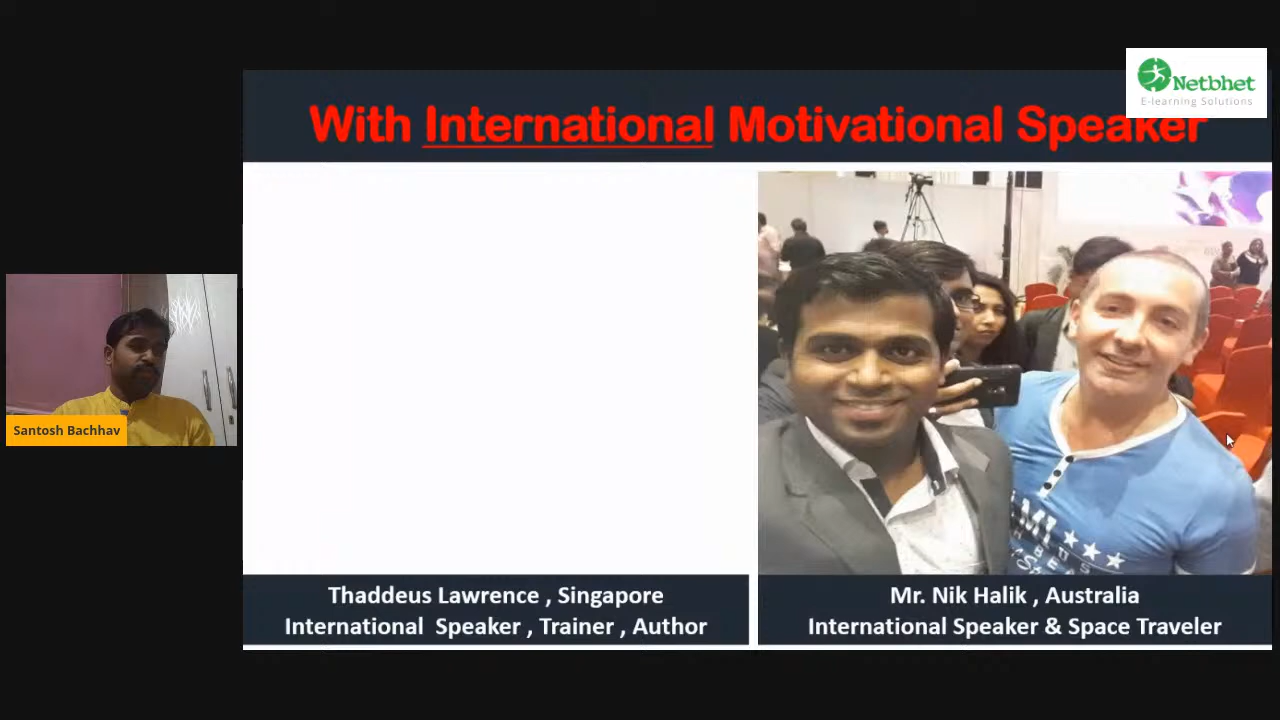 Netbhet
E-learning Solutions
With International Motivational Speaker
Santosh Bachhav
Thaddeus Lawrence , Singapore
International Speaker , Trainer , Author
Mr. Nik Halik , Australia
International Speaker & Space Traveler